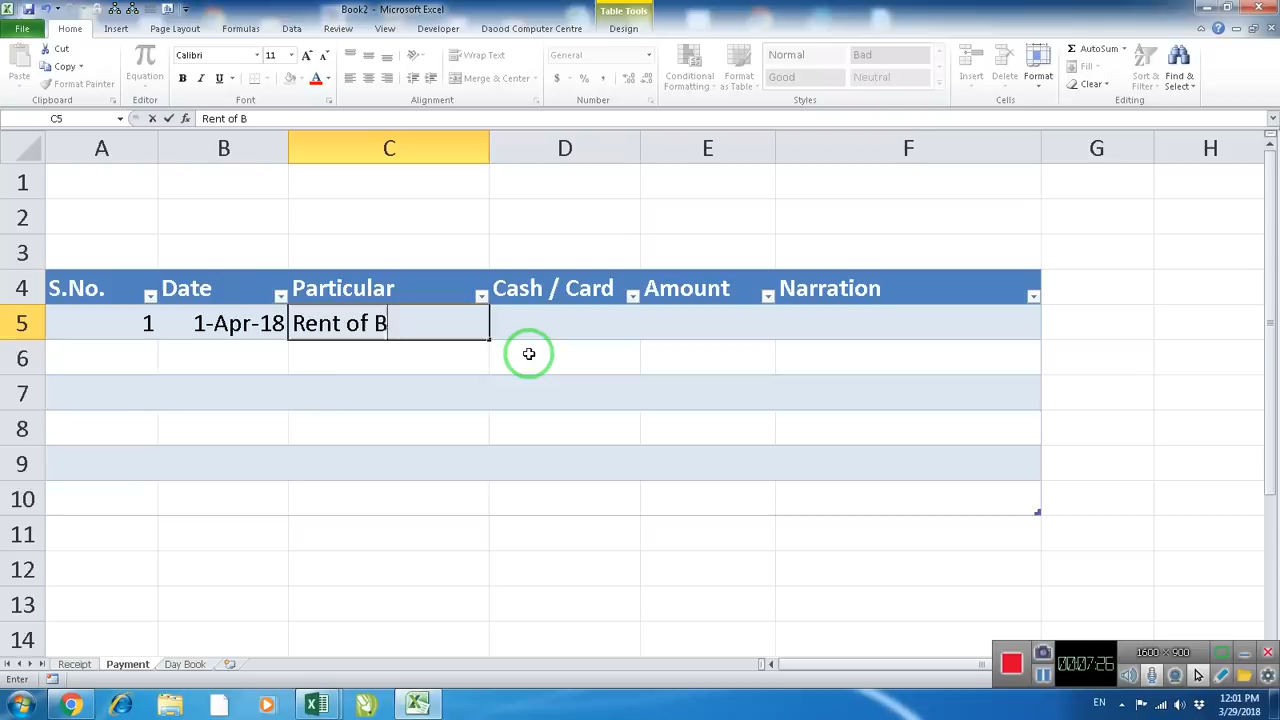 Book2 - Microsoft Excel
Table Tools
File Home Insert Page Layout Formulas Data Review View Developer Daood Computer Centre Design
Paste
Cut
Copy
Format Painter
Clipboard
Equation
Editor
Calibri 11
B I U
Font
Wrap Text
Merge & Center
Alignment
General
$ % ,
Number
Conditional Formatting
Format as Table
Normal Bad
Good Neutral
Styles
Insert Delete Format
Cells
AutoSum
Fill
Clear
Sort & Filter
Find & Select
Editing
C5 Rent of B
A B C D E F G H
1
2
3
4 S.No. Date Particular Cash / Card Amount Narration
5 1 1-Apr-18 Rent of B
6
7
8
9
10
11
12
13
14
Receipt Payment Day Book
Enter
00:07:26
1600 × 900
EN
12:01 PM
3/29/2018